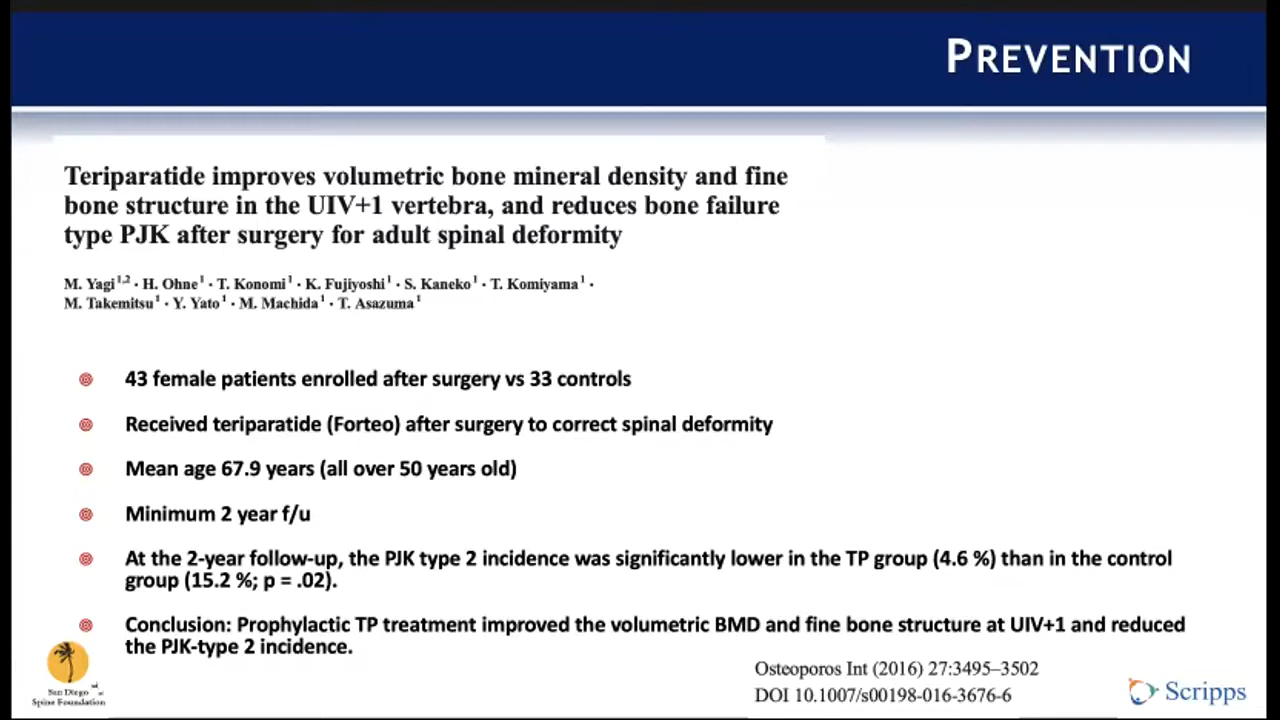 PREVENTION
Teriparatide improves volumetric bone mineral density and fine
bone structure in the UIV+1 vertebra, and reduces bone failure
type PJK after surgery for adult spinal deformity
M. Yagi1,2 · H. Ohne1 · T. Konomi1 · K. Fujiyoshi1 · S. Kaneko1 · T. Komiyama1 ·
M. Takemitsu1 · Y. Yato1 · M. Machida1 · T. Asazuma1
43 female patients enrolled after surgery vs 33 controls
Received teriparatide (Forteo) after surgery to correct spinal deformity
Mean age 67.9 years (all over 50 years old)
Minimum 2 year f/u
At the 2-year follow-up, the PJK type 2 incidence was significantly lower in the TP group (4.6 %) than in the control
group (15.2 %; p = .02).
Conclusion: Prophylactic TP treatment improved the volumetric BMD and fine bone structure at UIV+1 and reduced
the PJK-type 2 incidence.
Osteoporos Int (2016) 27:3495–3502
DOI 10.1007/s00198-016-3676-6
San Diego
Spine Foundation
Scripps